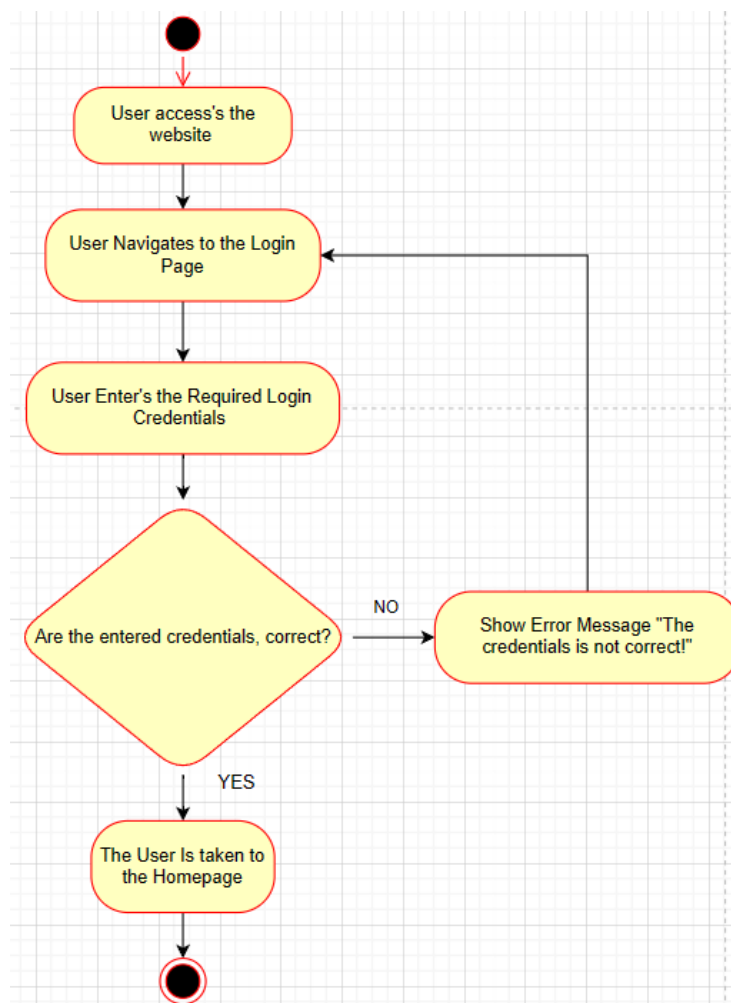 User access's the
website
User Navigates to the Login
Page
User Enter's the Required Login
Credentials
Are the entered credentials, correct?
NO
Show Error Message "The
credentials is not correct!"
YES
The User Is taken to
the Homepage